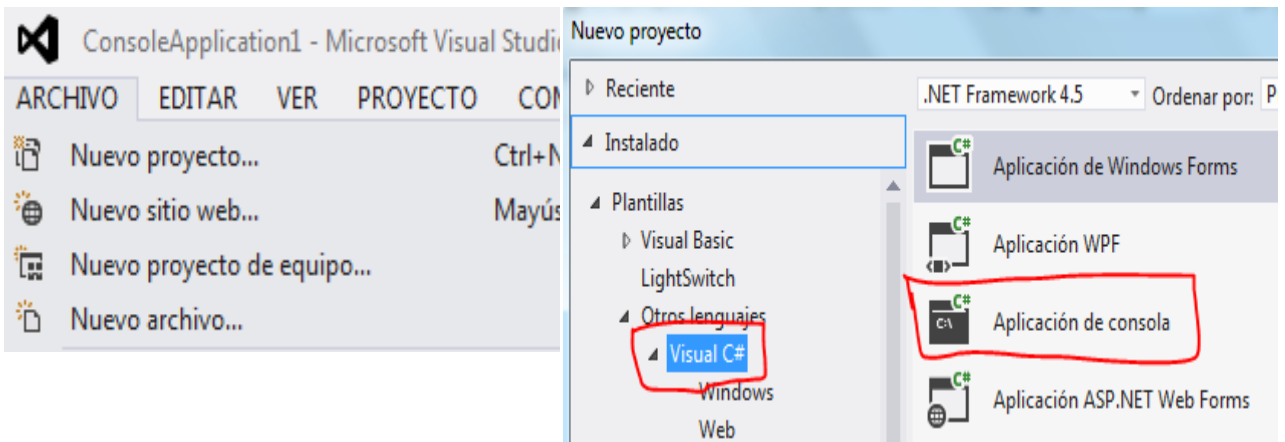 ConsoleApplication1 - Microsoft Visual Studi
ARCHIVO EDITAR VER PROYECTO
Nuevo proyecto... Ctrl+N
Nuevo sitio web... Mayús
Nuevo proyecto de equipo...
Nuevo archivo...
Nuevo proyecto
Reciente
Instalado
Plantillas
Visual Basic
LightSwitch
Otros lenguajes
Visual C#
Windows
Web
.NET Framework 4.5 Ordenar por: P
C# Aplicación de Windows Forms
C# Aplicación WPF
C# C:\ Aplicación de consola
C# Aplicación ASP.NET Web Forms